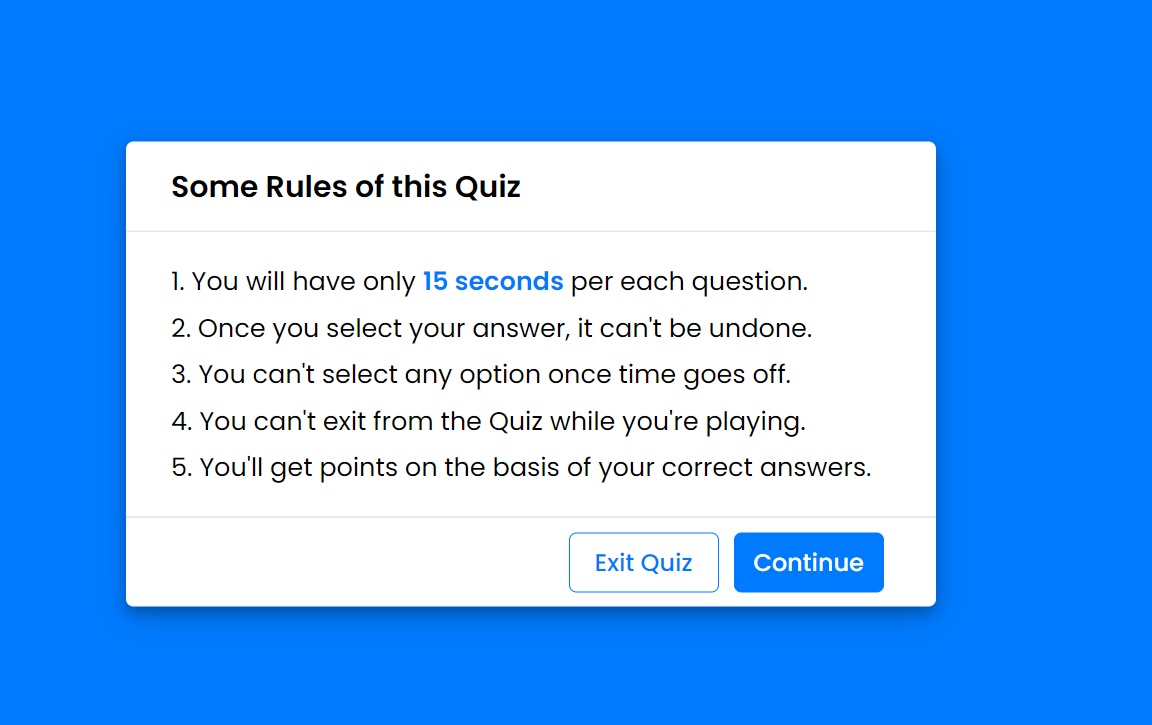 Some Rules of this Quiz
1. You will have only 15 seconds per each question.
2. Once you select your answer, it can't be undone.
3. You can't select any option once time goes off.
4. You can't exit from the Quiz while you're playing.
5. You'll get points on the basis of your correct answers.
Exit Quiz Continue